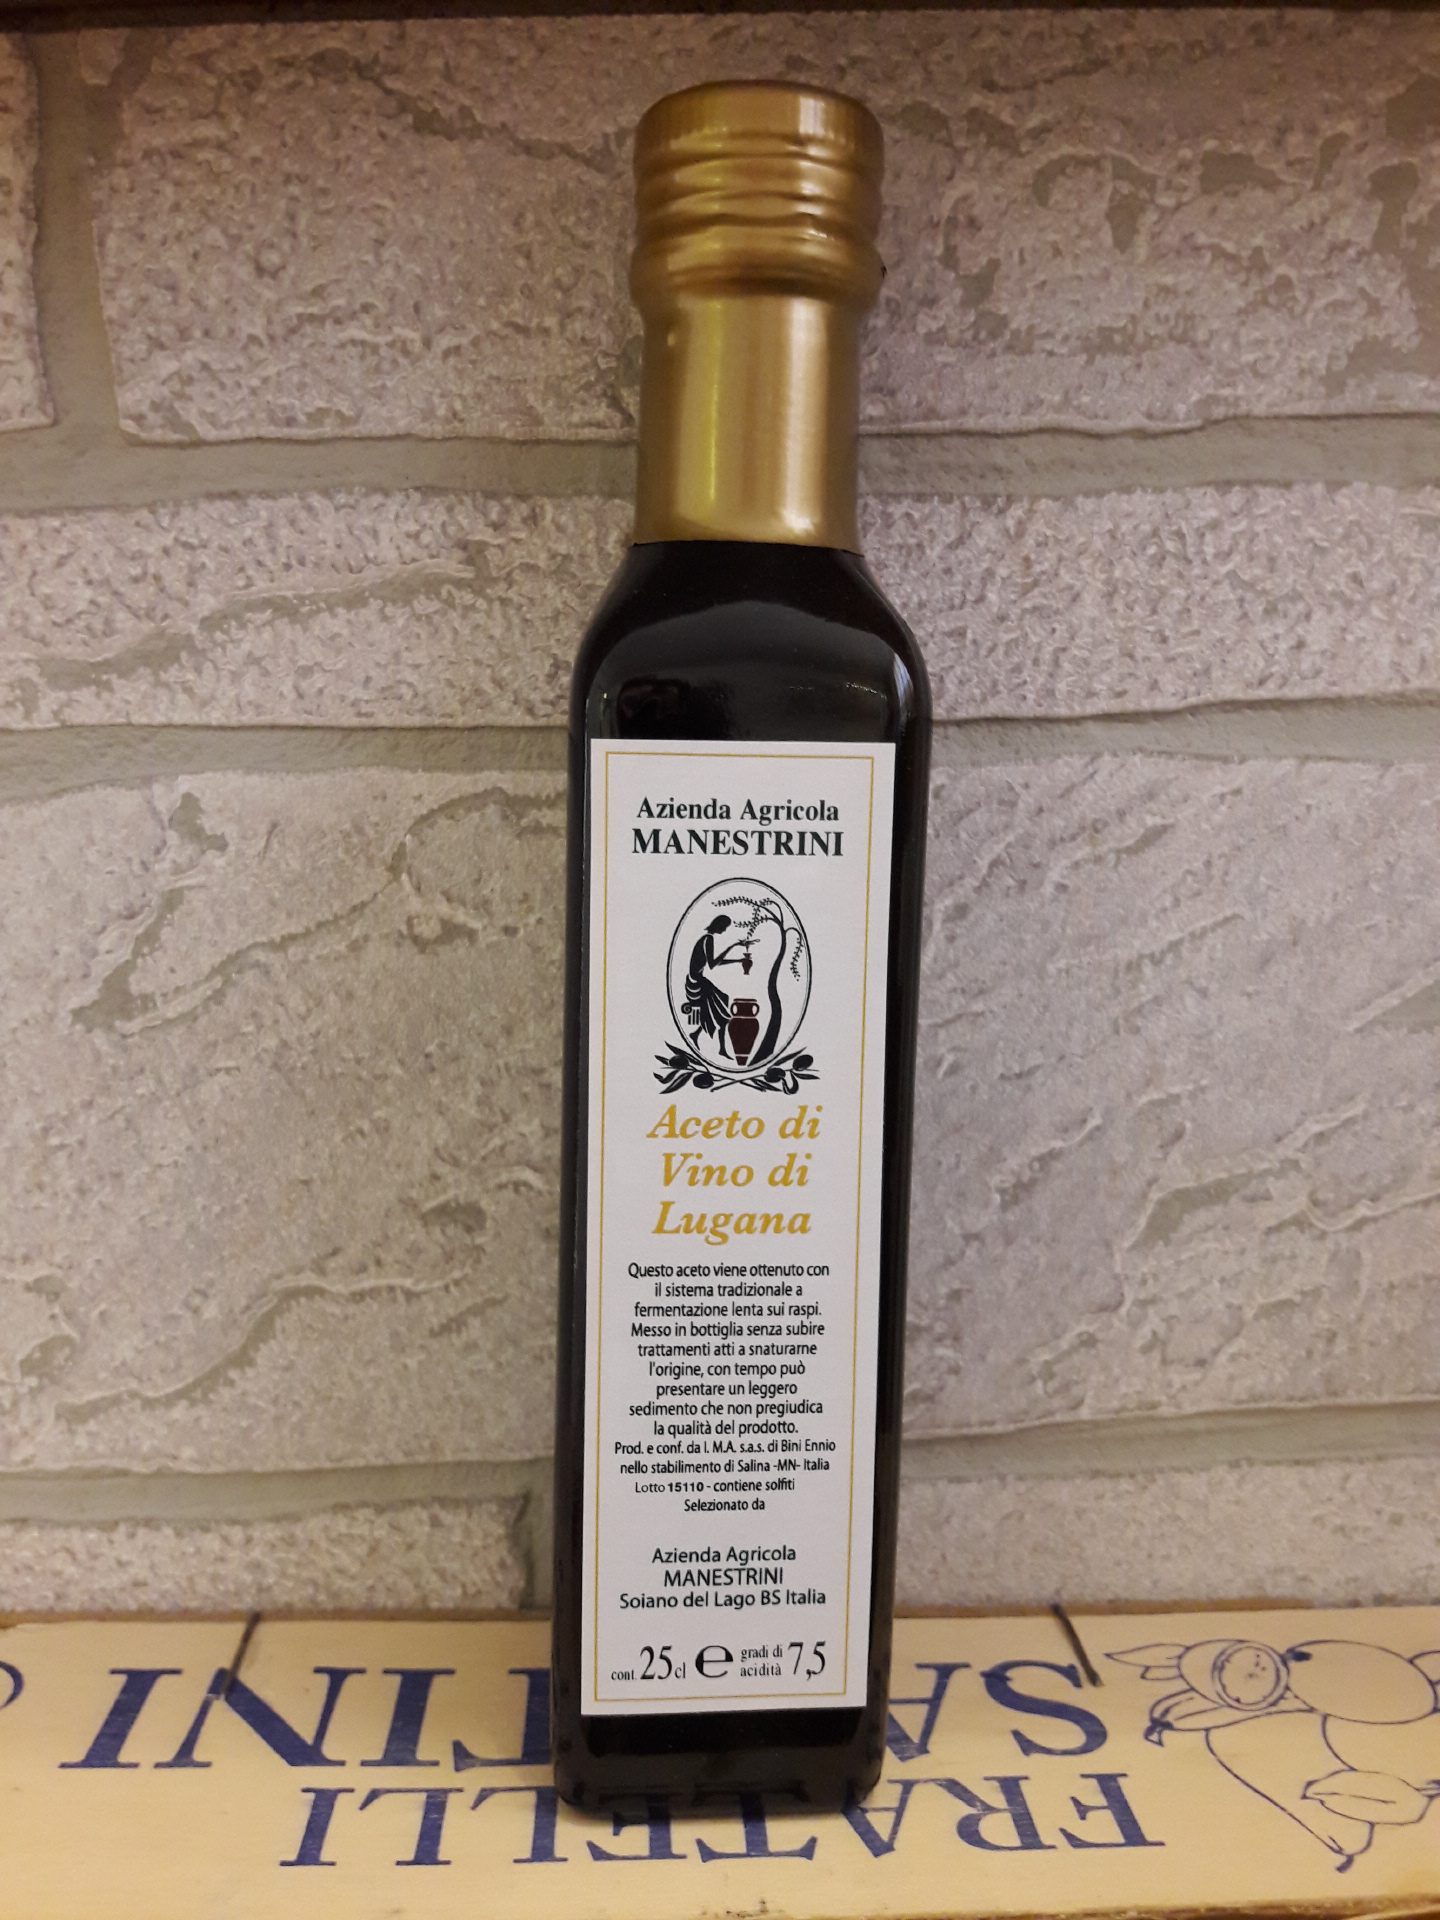 Azienda Agricola
MANESTRINI
Aceto di
Vino di
Lugana
Questo aceto viene ottenuto con
il sistema tradizionale a
fermentazione lenta sui raspi.
Messo in bottiglia senza subire
trattamenti atti a snaturarne
l'origine, con tempo può
presentare un leggero
sedimento che non pregiudica
la qualità del prodotto.
Prod. e conf. da I. M.A. s.a.s. di Bini Ennio
nello stabilimento di Salina -MN- Italia
Lotto 15110 - contiene solfiti
Selezionato da
Azienda Agricola
MANESTRINI
Soiano del Lago BS Italia
cont. 25cl e gradi di acidità 7,5
FRATELLI